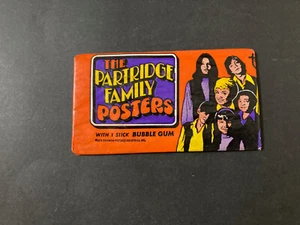 THE
PARTRIDGE
FAMILY
POSTERS
WITH 1 STICK BUBBLE GUM